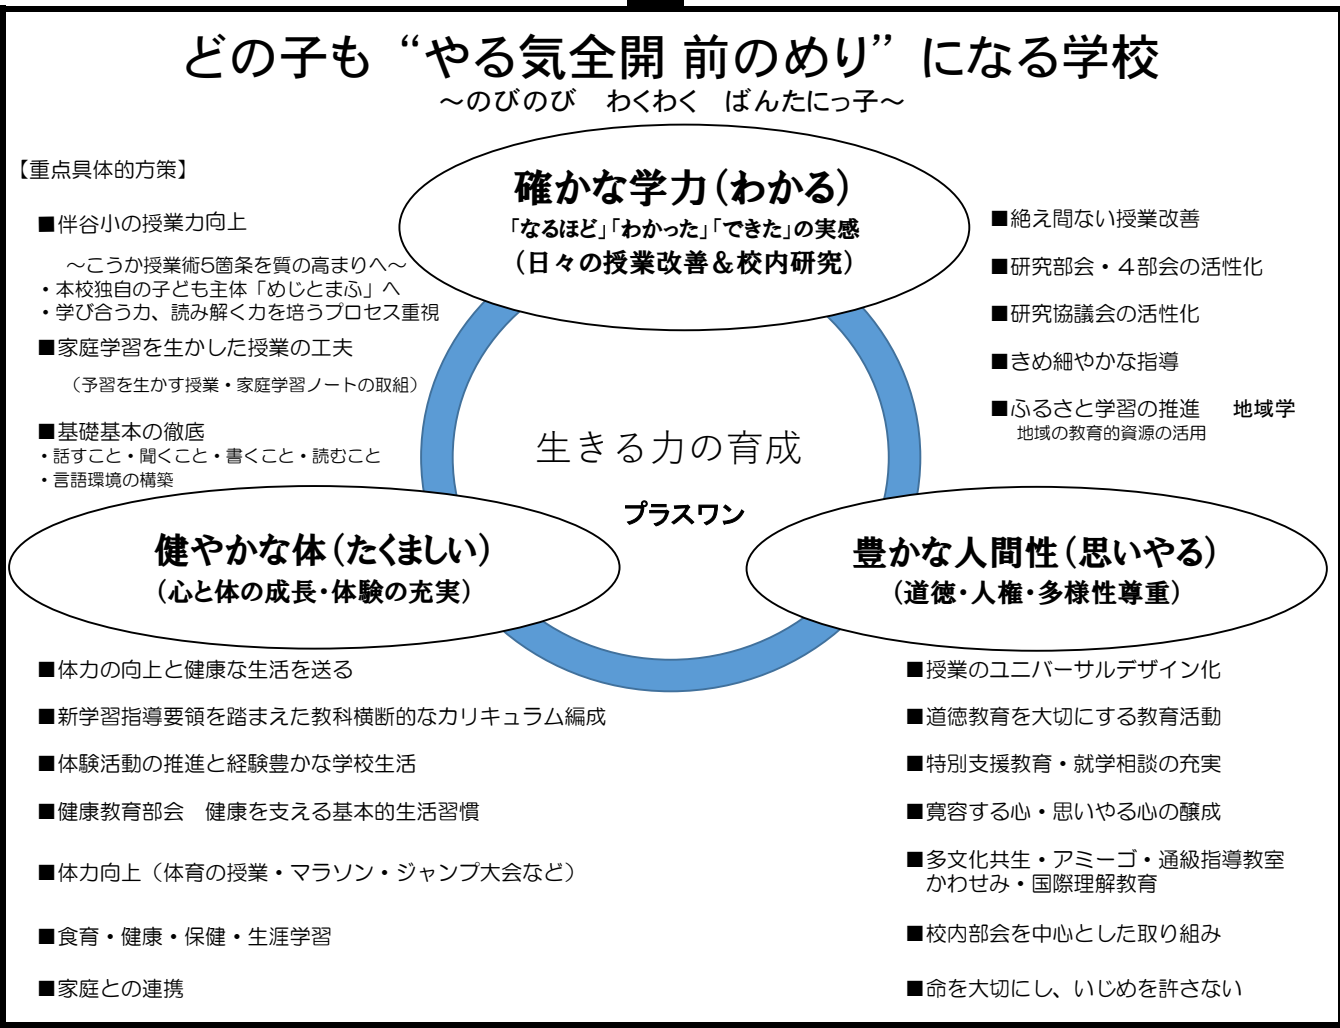 どの子も “やる気全開 前のめり” になる学校
～のびのび　わくわく　ばんたにっ子～
【重点具体的方策】
確かな学力（わかる）
「なるほど」「わかった」「できた」の実感
（日々の授業改善＆校内研究）
■伴谷小の授業力向上
～こうか授業術5箇条を質の高まりへ～
・本校独自の子ども主体「めじとまふ」へ
・学び合う力、読み解く力を培うプロセス重視
■家庭学習を生かした授業の工夫
（予習を生かす授業・家庭学習ノートの取組）
■基礎基本の徹底
・話すこと・聞くこと・書くこと・読むこと
・言語環境の構築
■絶え間ない授業改善
■研究部会・４部会の活性化
■研究協議会の活性化
■きめ細やかな指導
■ふるさと学習の推進　地域学
地域の教育的資源の活用
生きる力の育成
プラスワン
健やかな体（たくましい）
（心と体の成長・体験の充実）
豊かな人間性（思いやる）
（道徳・人権・多様性尊重）
■体力の向上と健康な生活を送る
■新学習指導要領を踏まえた教科横断的なカリキュラム編成
■体験活動の推進と経験豊かな学校生活
■健康教育部会　健康を支える基本的生活習慣
■体力向上（体育の授業・マラソン・ジャンプ大会など）
■食育・健康・保健・生涯学習
■家庭との連携
■授業のユニバーサルデザイン化
■道徳教育を大切にする教育活動
■特別支援教育・就学相談の充実
■寛容する心・思いやる心の醸成
■多文化共生・アミーゴ・通級指導教室
かわせみ・国際理解教育
■校内部会を中心とした取り組み
■命を大切にし、いじめを許さない